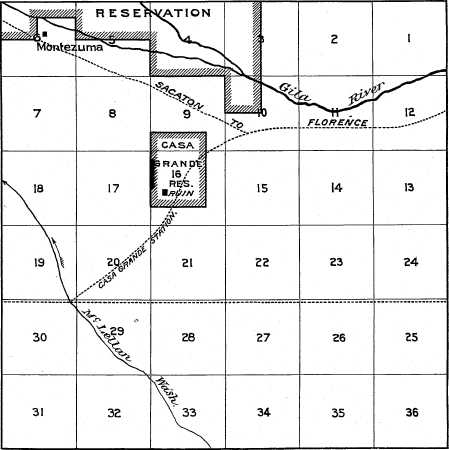 RESERVATION
6 5 4 3 2 1
Montezuma
Gila River
SACATON TO FLORENCE
7 8 9 10 11 12
CASA
GRANDE
16
RES.
RUIN
18 17 15 14 13
CASA GRANDE STATION.
19 20 21 22 23 24
McLellan Wash
30 29 28 27 26 25
31 32 33 34 35 36